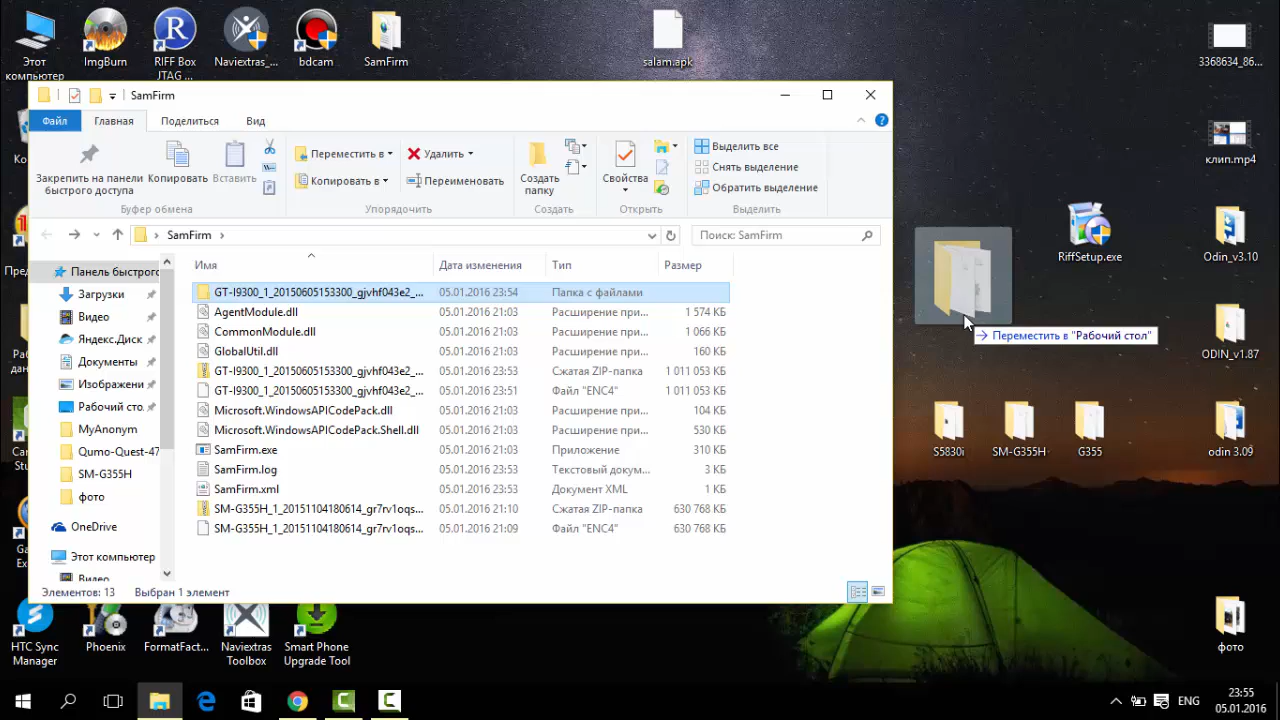 Этот
компьютер
ImgBurn
RIFF Box
JTAG ...
Naviextras_...
bdcam
SamFirm
salam.apk
3368634_86...
SamFirm
Файл
Главная
Поделиться
Вид
Закрепить на панели
быстрого доступа
Копировать
Вставить
Переместить в
Копировать в
Удалить
Переименовать
Создать
папку
Свойства
Выделить все
Снять выделение
Обратить выделение
Буфер обмена
Упорядочить
Создать
Открыть
Выделить
SamFirm
Поиск: SamFirm
Имя
Дата изменения
Тип
Размер
GT-I9300_1_20150605153300_gjvhf043e2_...
05.01.2016 23:54
Папка с файлами
AgentModule.dll
05.01.2016 21:03
Расширение при...
1 574 КБ
CommonModule.dll
05.01.2016 21:03
Расширение при...
1 066 КБ
GlobalUtil.dll
05.01.2016 21:03
Расширение при...
160 КБ
GT-I9300_1_20150605153300_gjvhf043e2_...
05.01.2016 23:53
Сжатая ZIP-папка
1 011 053 КБ
GT-I9300_1_20150605153300_gjvhf043e2_...
05.01.2016 23:51
Файл "ENC4"
1 011 053 КБ
Microsoft.WindowsAPICodePack.dll
05.01.2016 21:03
Расширение при...
104 КБ
Microsoft.WindowsAPICodePack.Shell.dll
05.01.2016 21:03
Расширение при...
530 КБ
SamFirm.exe
05.01.2016 21:03
Приложение
310 КБ
SamFirm.log
05.01.2016 23:53
Текстовый докум...
3 КБ
SamFirm.xml
05.01.2016 23:53
Документ XML
1 КБ
SM-G355H_1_20151104180614_gr7rv1oqs...
05.01.2016 21:10
Сжатая ZIP-папка
630 768 КБ
SM-G355H_1_20151104180614_gr7rv1oqs...
05.01.2016 21:09
Файл "ENC4"
630 768 КБ
Панель быстрого
Загрузки
Видео
Яндекс.Диск
Документы
Изображени
Рабочий сто.
MyAnonym
Qumo-Quest-47
SM-G355H
фото
OneDrive
Этот компьютер
Видео
Элементов: 13
Выбран 1 элемент
Переместить в "Рабочий стол"
клип.mp4
RiffSetup.exe
Odin_v3.10
ODIN_v1.87
S5830i
SM-G355H
G355
odin 3.09
фото
HTC Sync
Manager
Phoenix
FormatFact...
Naviextras
Toolbox
Smart Phone
Upgrade Tool
ENG
23:55
05.01.2016